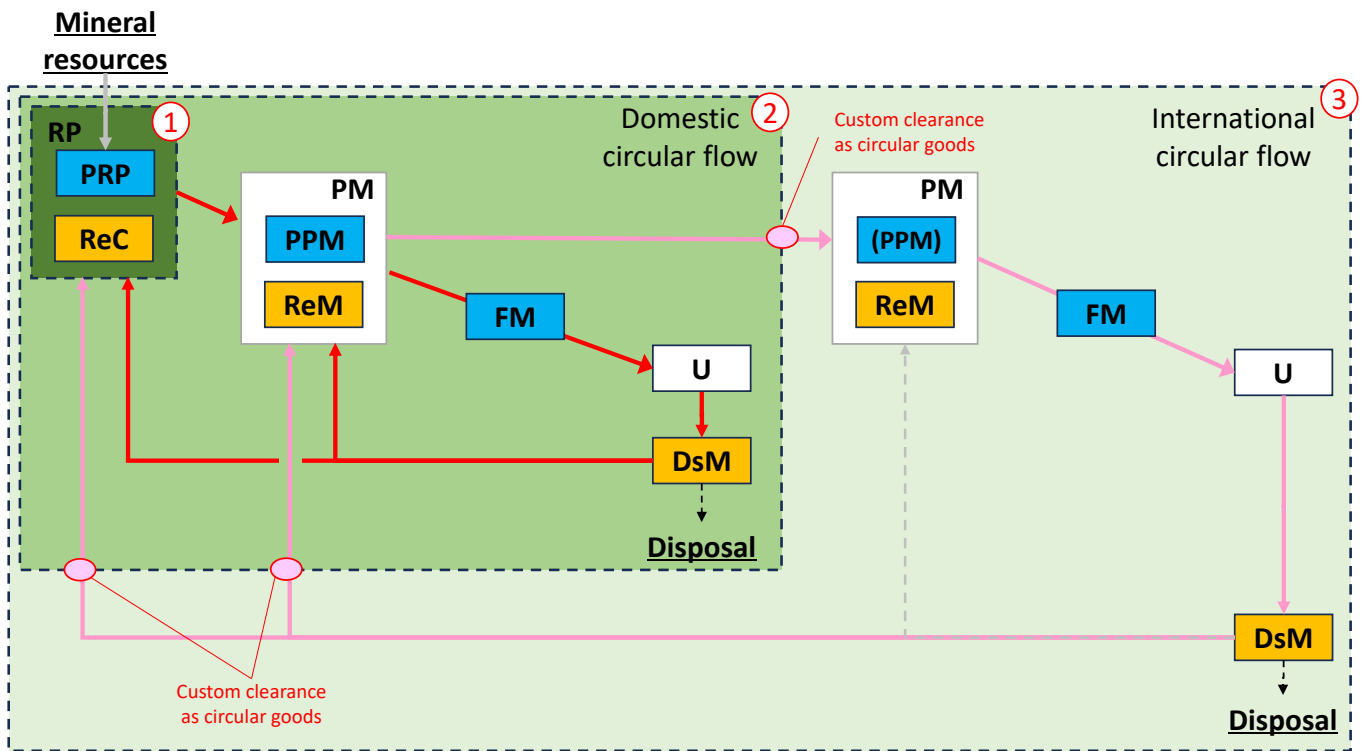 Mineral
resources
1
RP
PRP
ReC
Domestic
circular flow
2
PM
PPM
ReM
FM
U
DsM
Disposal
Custom clearance
as circular goods
International
circular flow
3
PM
(PPM)
ReM
FM
U
DsM
Disposal
Custom clearance
as circular goods